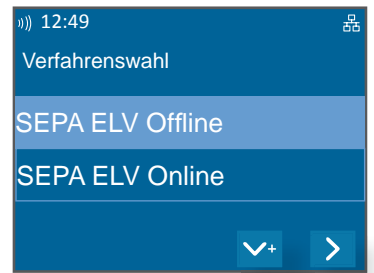 12:49
Verfahrenswahl
SEPA ELV Offline
SEPA ELV Online
+